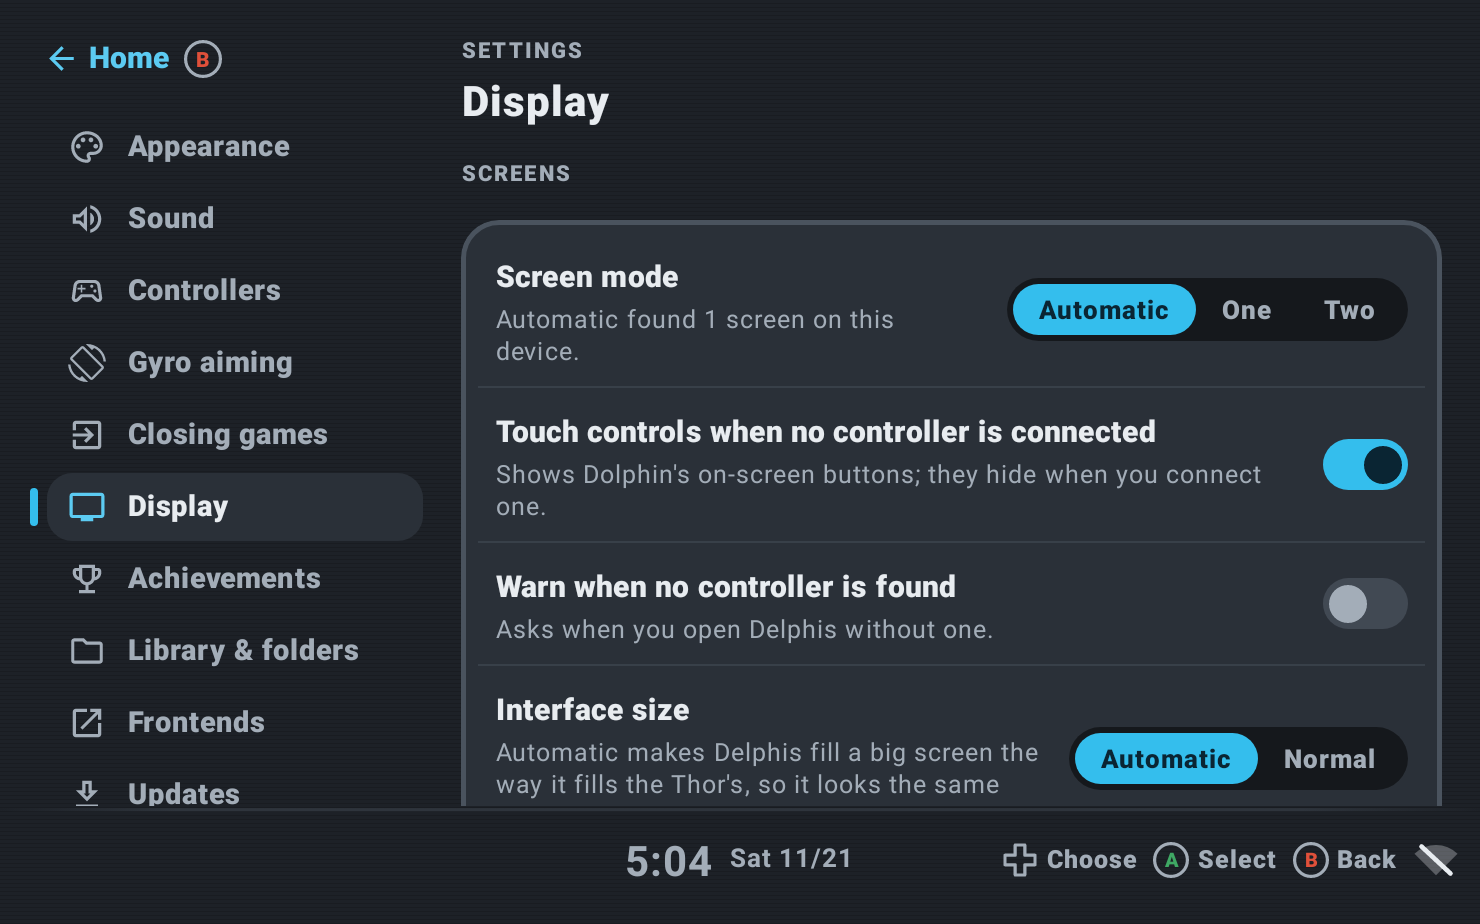 Home B
Appearance
Sound
Controllers
Gyro aiming
Closing games
Display
Achievements
Library & folders
Frontends
Updates
SETTINGS
Display
SCREENS
Screen mode
Automatic found 1 screen on this
device.
Automatic One Two
Touch controls when no controller is connected
Shows Dolphin's on-screen buttons; they hide when you connect
one.
Warn when no controller is found
Asks when you open Delphis without one.
Interface size
Automatic makes Delphis fill a big screen the
way it fills the Thor's, so it looks the same
Automatic Normal
5:04 Sat 11/21
Choose A Select B Back